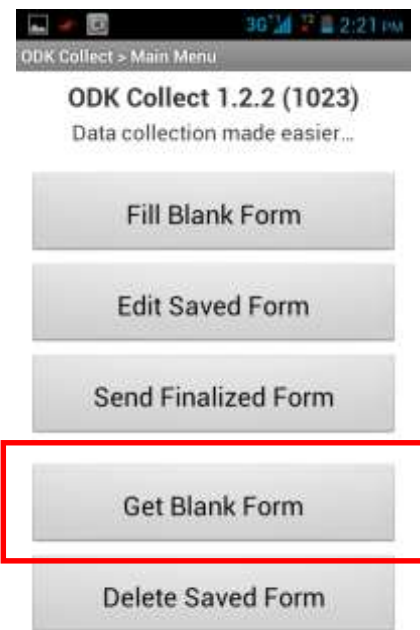 3G 2:21 PM
ODK Collect > Main Menu
ODK Collect 1.2.2 (1023)
Data collection made easier...
Fill Blank Form
Edit Saved Form
Send Finalized Form
Get Blank Form
Delete Saved Form